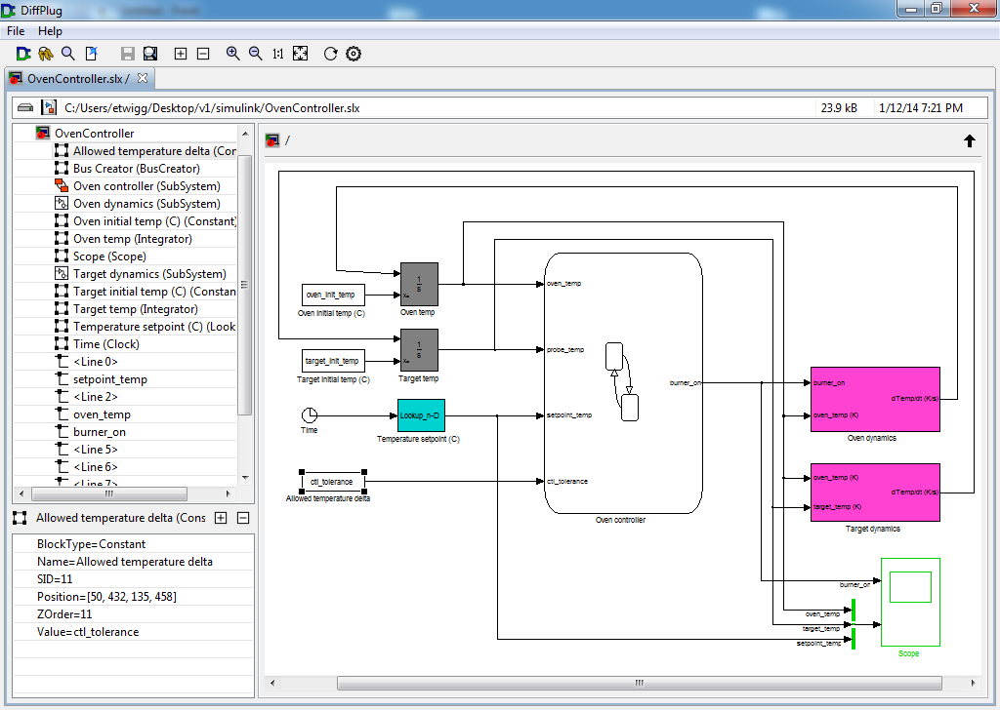 DiffPlug
File Help
1:1
OvenController.slx /
C:/Users/etwigg/Desktop/v1/simulink/OvenController.slx 23.9 kB 1/12/14 7:21 PM
OvenController
Allowed temperature delta (Con
Bus Creator (BusCreator)
Oven controller (SubSystem)
Oven dynamics (SubSystem)
Oven initial temp (C) (Constant)
Oven temp (Integrator)
Scope (Scope)
Target dynamics (SubSystem)
Target initial temp (C) (Constan
Target temp (Integrator)
Temperature setpoint (C) (Look
Time (Clock)
<Line 0>
setpoint_temp
<Line 2>
oven_temp
burner_on
<Line 5>
<Line 6>
<Line 7>
Allowed temperature delta (Cons
BlockType=Constant
Name=Allowed temperature delta
SID=11
Position=[50, 432, 135, 458]
ZOrder=11
Value=ctl_tolerance
/
oven_init_temp
Oven initial temp (C)
1
s
xo
Oven temp
target_init_temp
Target initial temp (C)
1
s
xo
Target temp
Time
Lookup_n-D
Temperature setpoint (C)
ctl_tolerance
Allowed temperature delta
oven_temp
probe_temp
setpoint_temp
ctl_tolerance
burner_on
Oven controller
burner_on
dTemp/dt (K/s)
oven_temp (K)
Oven dynamics
oven_temp (K)
dTemp/dt (K/s)
target_temp (K)
Target dynamics
burner_on
oven_temp
target_temp
setpoint_temp
Scope